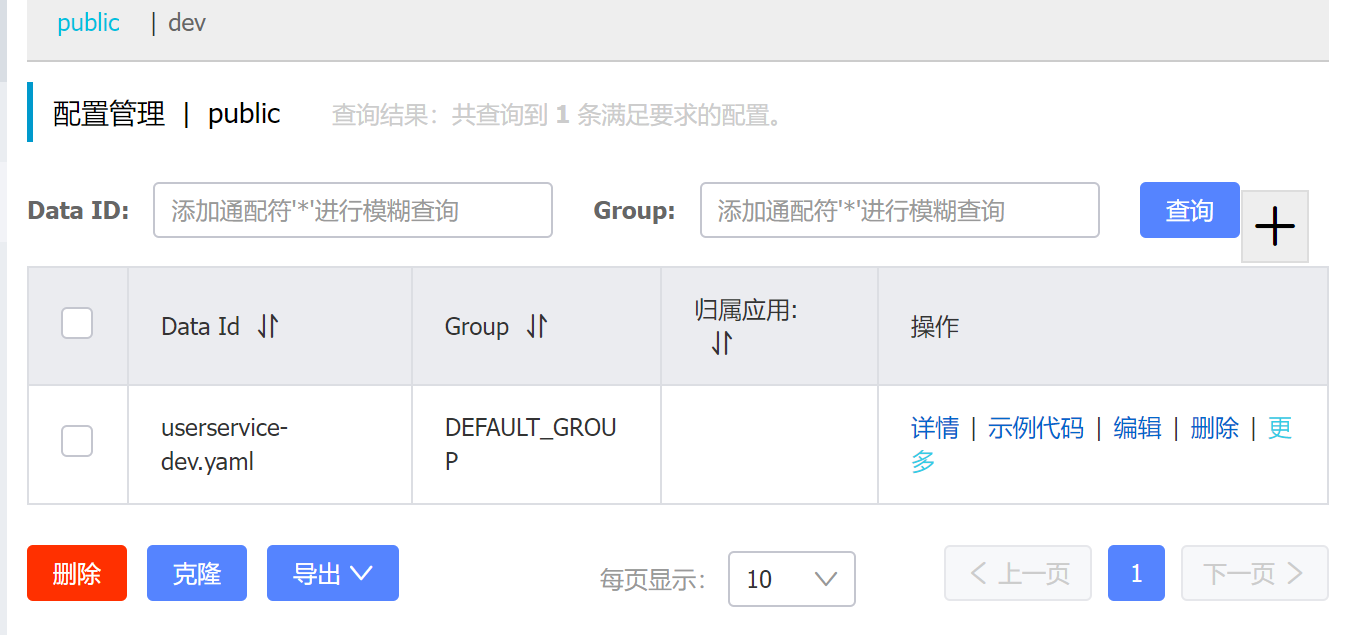 public | dev
配置管理 | public 查询结果：共查询到 1 条满足要求的配置。
Data ID: 添加通配符'*'进行模糊查询 Group: 添加通配符'*'进行模糊查询 查询
Data Id Group 归属应用: 操作
userservice-
dev.yaml
DEFAULT_GROU
P
详情 | 示例代码 | 编辑 | 删除 | 更
多
删除 克隆 导出 每页显示： 10 上一页 1 下一页